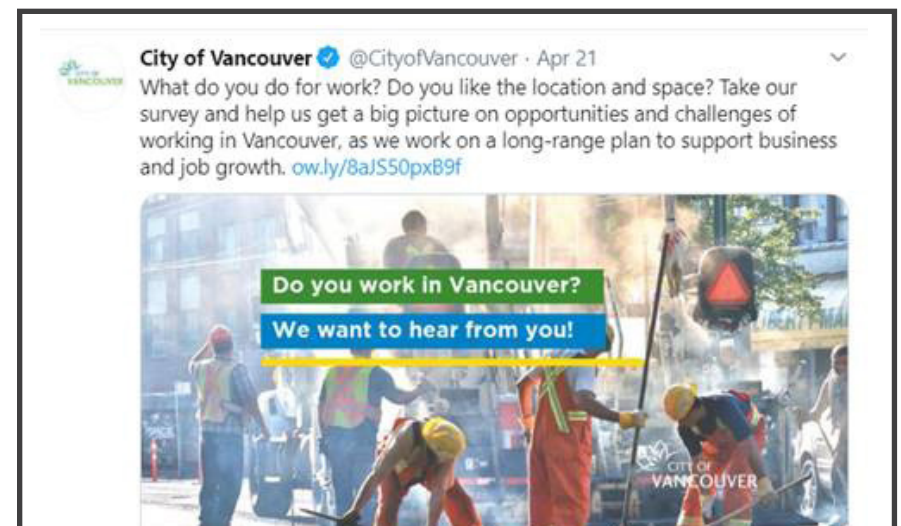 City of Vancouver @CityofVancouver · Apr 21
CITY OF
VANCOUVER
What do you do for work? Do you like the location and space? Take our
survey and help us get a big picture on opportunities and challenges of
working in Vancouver, as we work on a long-range plan to support business
and job growth. ow.ly/8aJS50pxB9f
Do you work in Vancouver?
We want to hear from you!
CITY OF
VANCOUVER